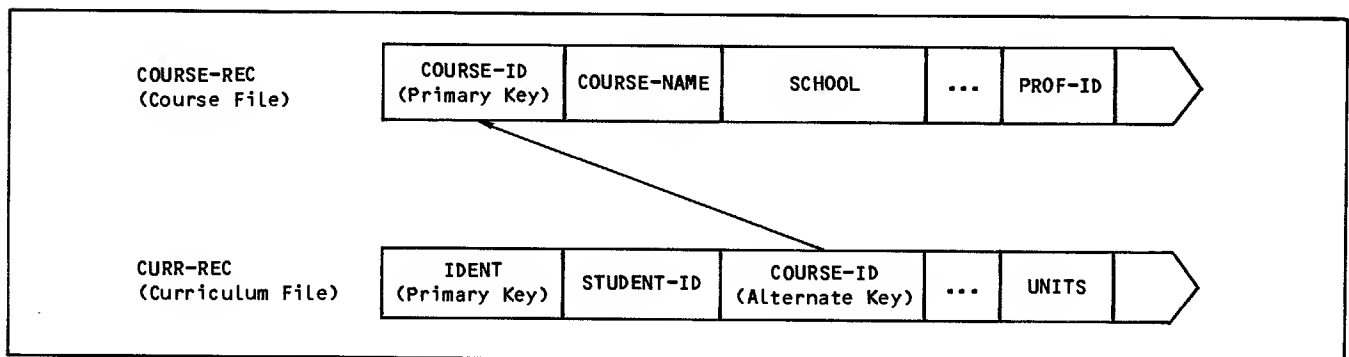 COURSE-REC
(Course File)
COURSE-ID
(Primary Key)
COURSE-NAME
SCHOOL
...
PROF-ID
CURR-REC
(Curriculum File)
IDENT
(Primary Key)
STUDENT-ID
COURSE-ID
(Alternate Key)
...
UNITS